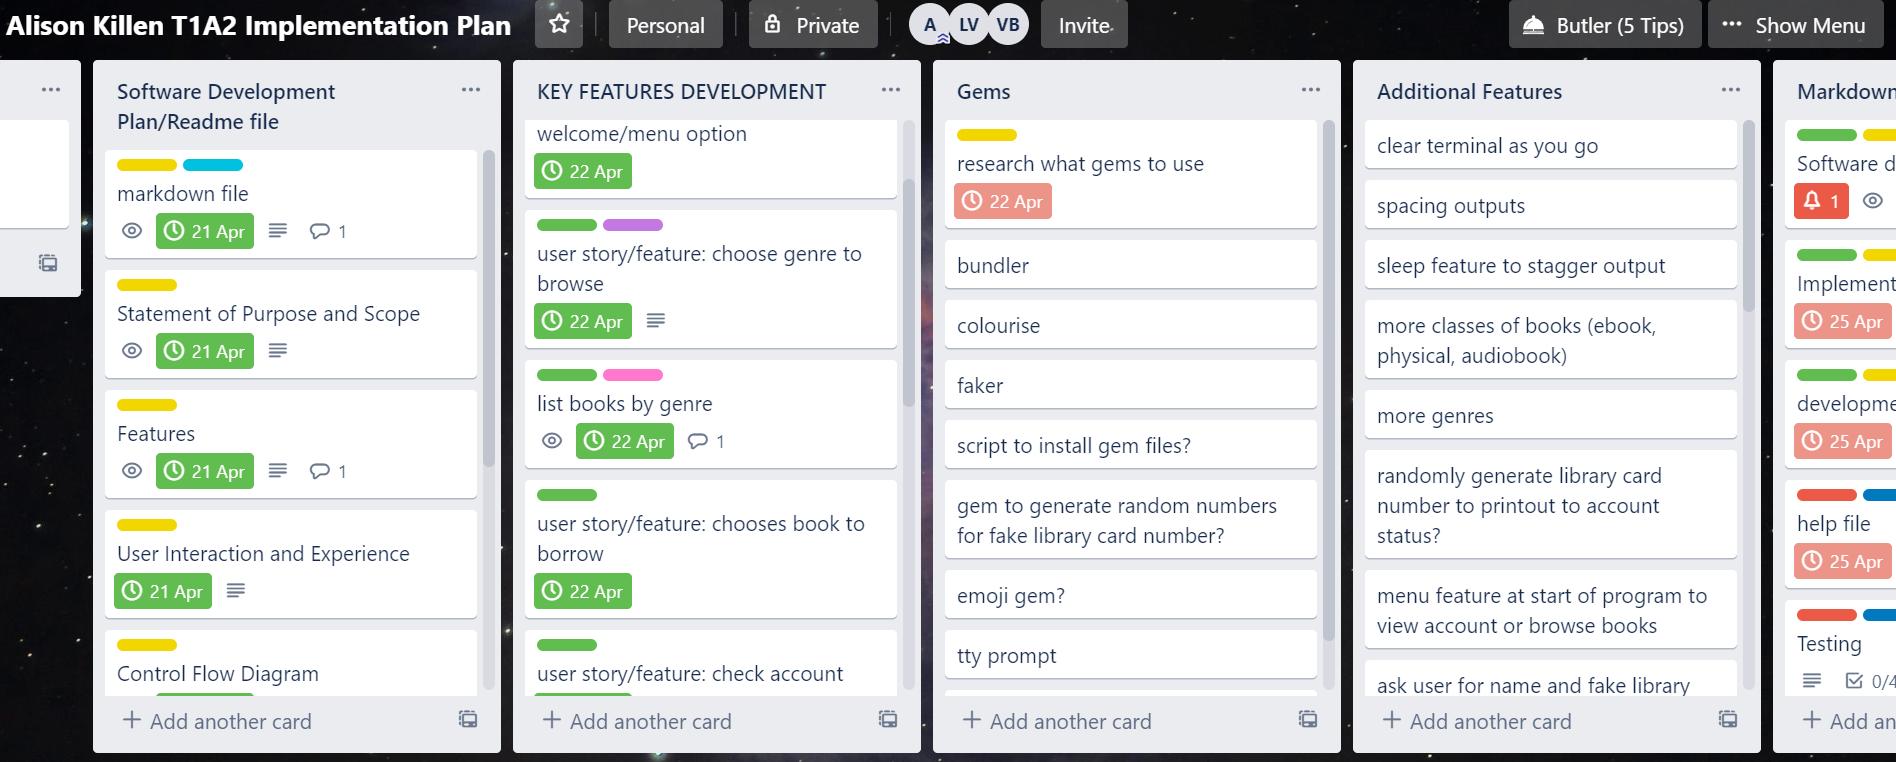 Alison Killen T1A2 Implementation Plan
Personal
Private
A
LV
VB
Invite
Butler (5 Tips)
Show Menu
Software Development
Plan/Readme file
markdown file
21 Apr
1
Statement of Purpose and Scope
21 Apr
Features
21 Apr
1
User Interaction and Experience
21 Apr
Control Flow Diagram
Add another card
KEY FEATURES DEVELOPMENT
welcome/menu option
22 Apr
user story/feature: choose genre to
browse
22 Apr
list books by genre
22 Apr
1
user story/feature: chooses book to
borrow
22 Apr
user story/feature: check account
Add another card
Gems
research what gems to use
22 Apr
bundler
colourise
faker
script to install gem files?
gem to generate random numbers
for fake library card number?
emoji gem?
tty prompt
Add another card
Additional Features
clear terminal as you go
spacing outputs
sleep feature to stagger output
more classes of books (ebook,
physical, audiobook)
more genres
randomly generate library card
number to printout to account
status?
menu feature at start of program to
view account or browse books
ask user for name and fake library
Add another card
Markdown
Software d
1
Implement
25 Apr
developme
25 Apr
help file
25 Apr
Testing
0/4
Add an